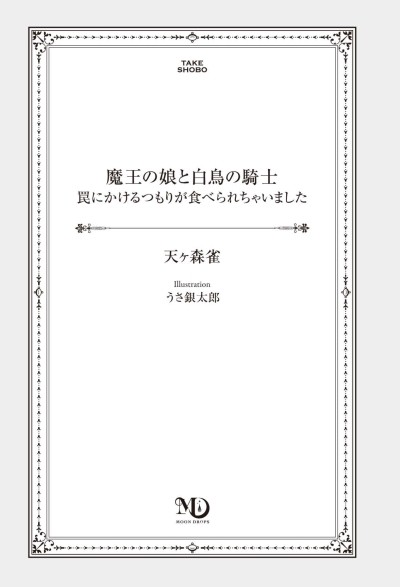 TAKE
SHOBO
魔王の娘と白鳥の騎士
罠にかけるつもりが食べられちゃいました
天ヶ森雀
Illustration
うさ銀太郎
MD
MOON DROPS